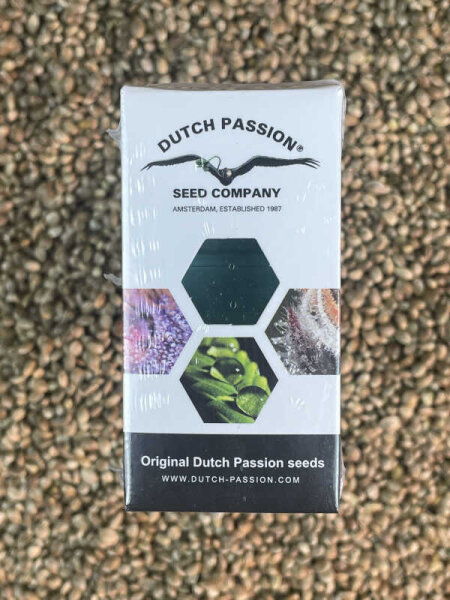 DUTCH PASSION®
SEED COMPANY
AMSTERDAM, ESTABLISHED 1987
Original Dutch Passion seeds
WWW.DUTCH-PASSION.COM